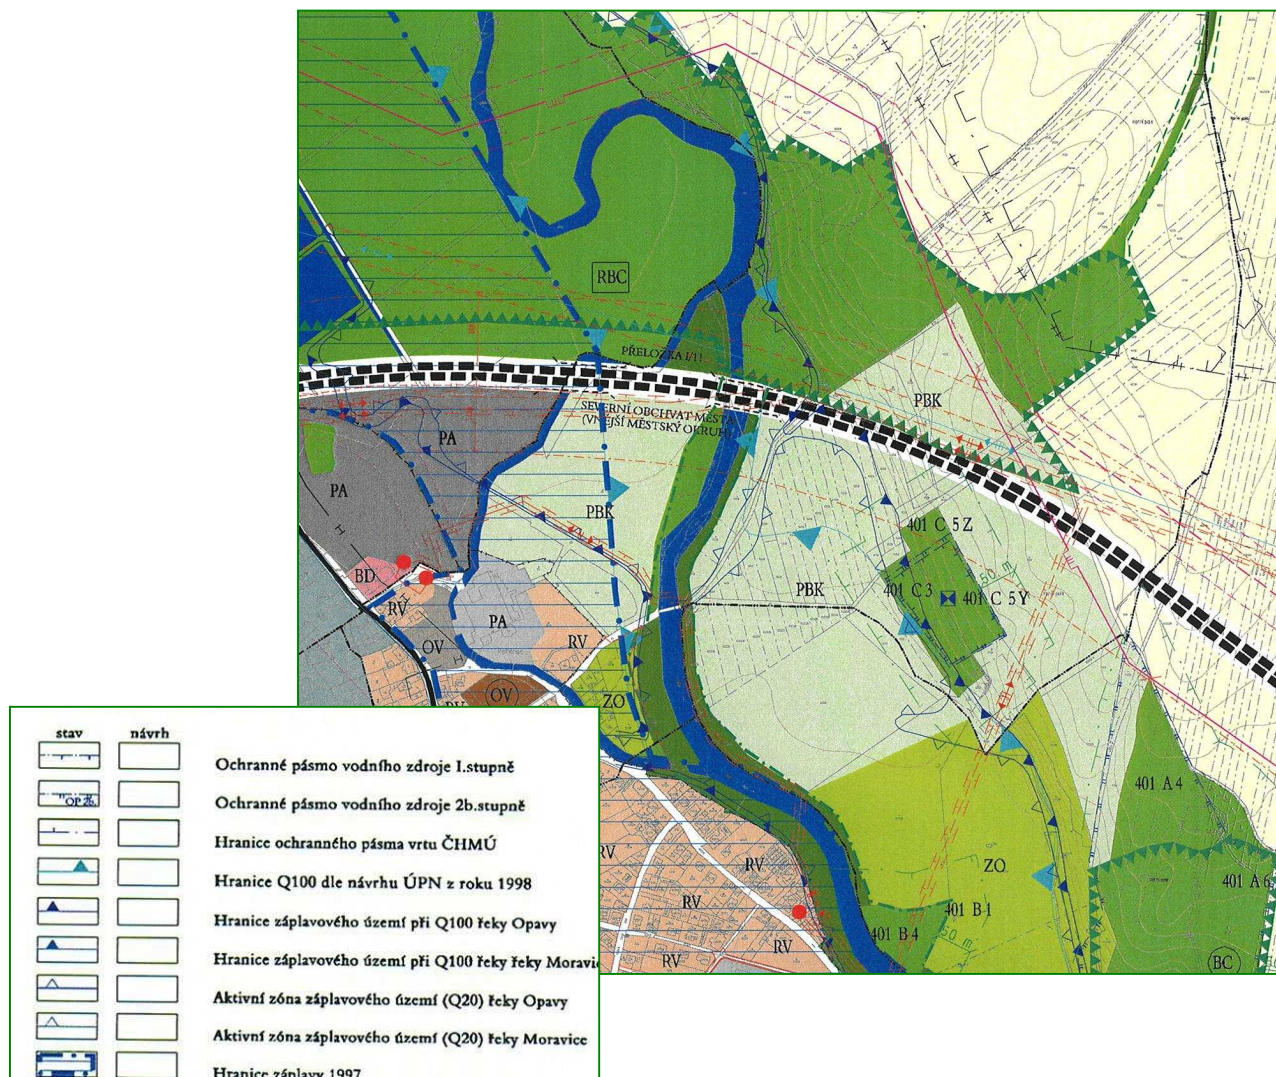 RBC
PŘELOŽKA I/11
SEVERNÍ OBCHVAT MĚSTA
(VNĚJŠÍ MĚSTSKÝ OKRUH)
PBK
PA
PA
PBK
401 C 5 Z
BD
401 C 3
50 m
401 C 5 Y
PBK
RV
PA
OV
RV
OV
ZO
RV
401 A 4
RV
RV
ZO
401 A 6
RV
401 B 1
401 B 4
50 m
RV
RV
BC
stav návrh
Ochranné pásmo vodního zdroje I.stupně
OP 2b.
Ochranné pásmo vodního zdroje 2b.stupně
Hranice ochranného pásma vrtu ČHMÚ
Hranice Q100 dle návrhu ÚPN z roku 1998
Hranice záplavového území při Q100 řeky Opavy
Hranice záplavového území při Q100 řeky řeky Moravic
Aktivní zóna záplavového území (Q20) řeky Opavy
Aktivní zóna záplavového území (Q20) řeky Moravice
Hranice záplavy 1997